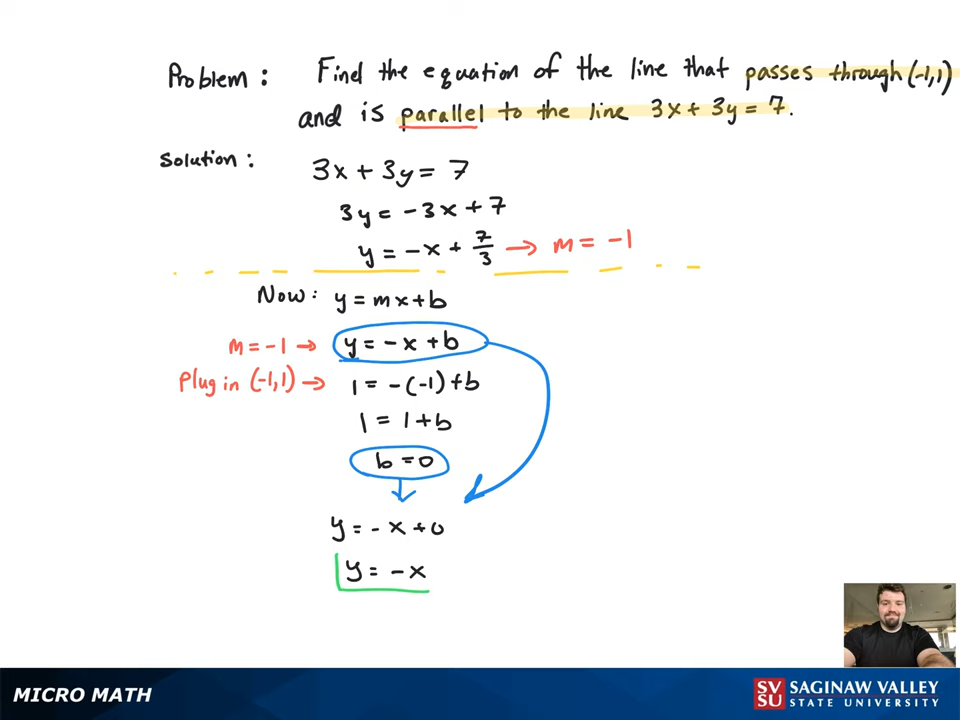 Problem: Find the equation of the line that passes through (-1,1)
and is parallel to the line 3x + 3y = 7.
Solution: 3x + 3y = 7
3y = -3x + 7
y = -x + 7/3 → m = -1
Now: y = mx + b
m = -1 → y = -x + b
Plug in (-1,1) → 1 = -(-1) + b
1 = 1 + b
b = 0
y = -x + 0
y = -x
MICRO MATH
SV
SU
SAGINAW VALLEY
STATE UNIVERSITY